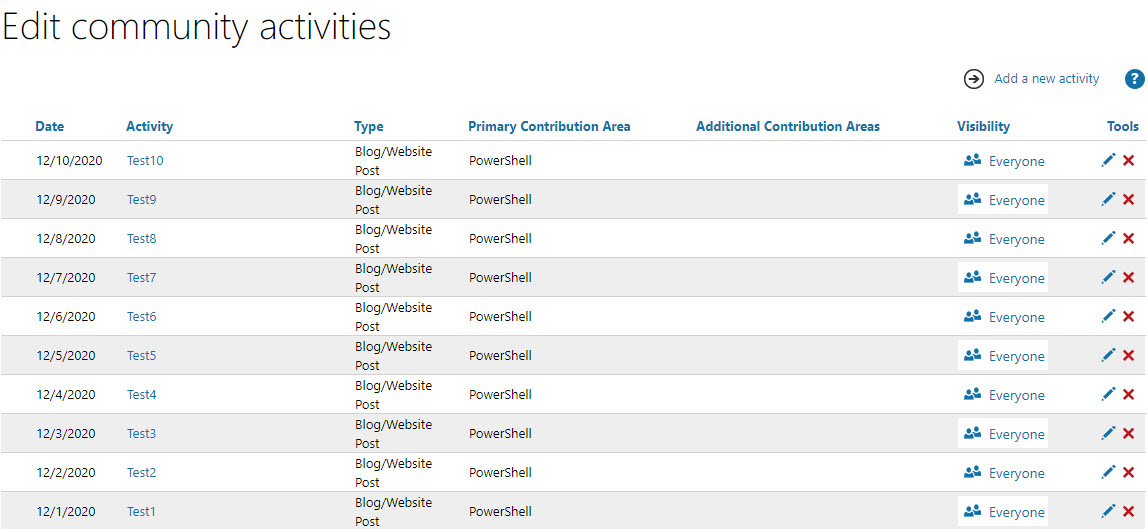 Edit community activities
Add a new activity ?
Date Activity Type Primary Contribution Area Additional Contribution Areas Visibility Tools
12/10/2020 Test10 Blog/Website Post PowerShell Everyone
12/9/2020 Test9 Blog/Website Post PowerShell Everyone
12/8/2020 Test8 Blog/Website Post PowerShell Everyone
12/7/2020 Test7 Blog/Website Post PowerShell Everyone
12/6/2020 Test6 Blog/Website Post PowerShell Everyone
12/5/2020 Test5 Blog/Website Post PowerShell Everyone
12/4/2020 Test4 Blog/Website Post PowerShell Everyone
12/3/2020 Test3 Blog/Website Post PowerShell Everyone
12/2/2020 Test2 Blog/Website Post PowerShell Everyone
12/1/2020 Test1 Blog/Website Post PowerShell Everyone